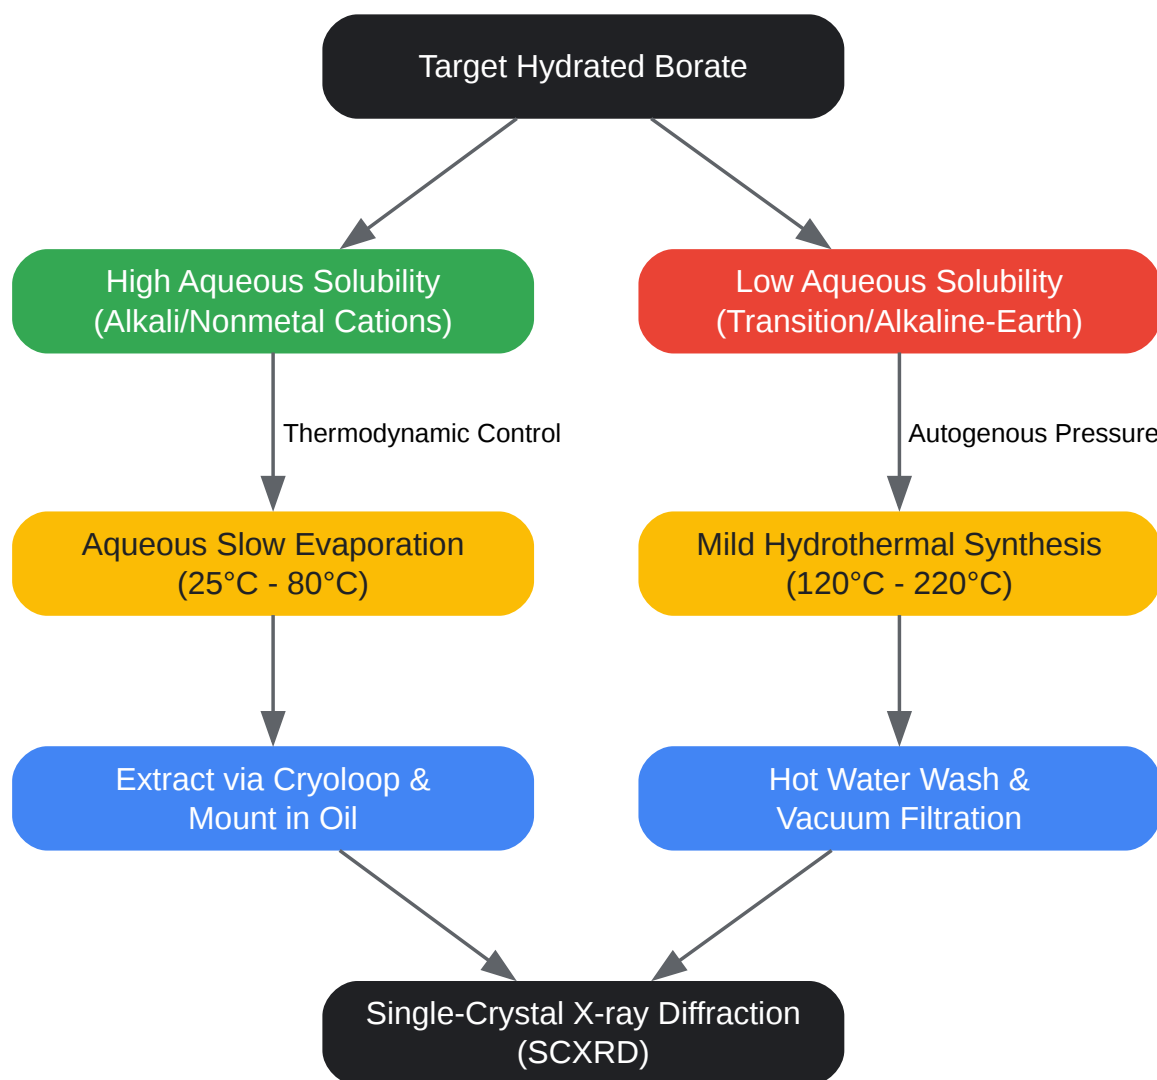 Target Hydrated Borate
High Aqueous Solubility
(Alkali/Nonmetal Cations)
Low Aqueous Solubility
(Transition/Alkaline-Earth)
Thermodynamic Control
Autogenous Pressure
Aqueous Slow Evaporation
(25°C - 80°C)
Mild Hydrothermal Synthesis
(120°C - 220°C)
Extract via Cryoloop &
Mount in Oil
Hot Water Wash &
Vacuum Filtration
Single-Crystal X-ray Diffraction
(SCXRD)